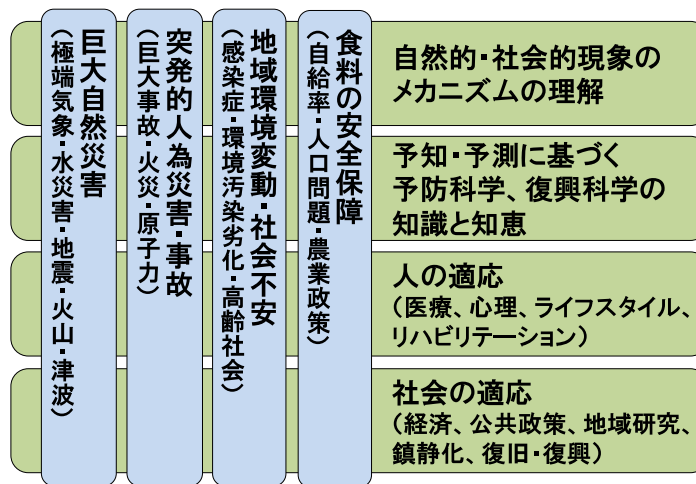 巨大自然災害
（極端気象・水災害・地震・火山・津波）
突発的人為災害・事故
（巨大事故・火災・原子力）
地域環境変動・社会不安
（感染症・環境汚染劣化・高齢社会）
食料の安全保障
（自給率・人口問題・農業政策）
自然的・社会的現象の
メカニズムの理解
予知・予測に基づく
予防科学、復興科学の
知識と知恵
人の適応
（医療、心理、ライフスタイル、
リハビリテーション）
社会の適応
（経済、公共政策、地域研究、
鎮静化、復旧・復興）